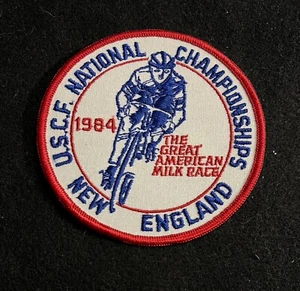 U.S.C.F. NATIONAL CHAMPIONSHIPS
1984
THE
GREAT
AMERICAN
MILK RACE
NEW ENGLAND